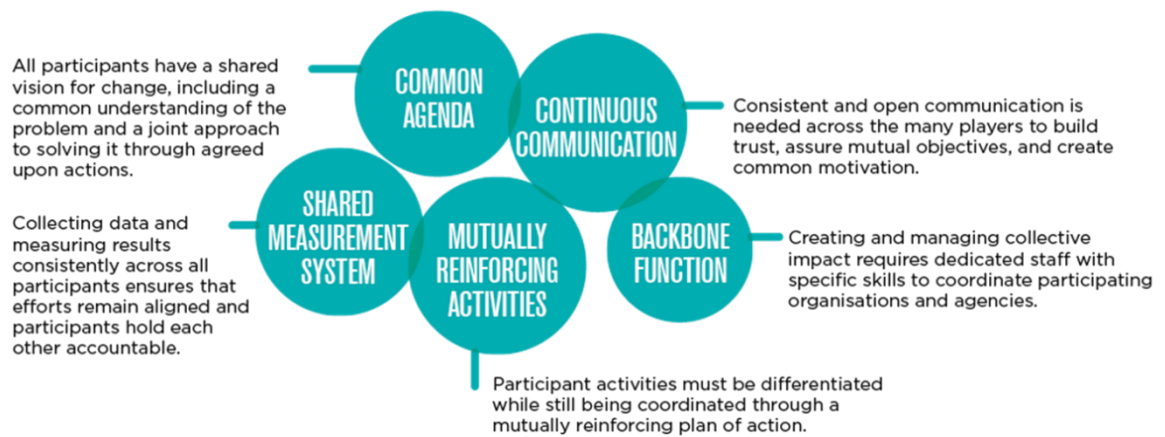 All participants have a shared
vision for change, including a
common understanding of the
problem and a joint approach
to solving it through agreed
upon actions.
COMMON
AGENDA
CONTINUOUS
COMMUNICATION
Consistent and open communication is
needed across the many players to build
trust, assure mutual objectives, and create
common motivation.
Collecting data and
measuring results
consistently across all
participants ensures that
efforts remain aligned and
participants hold each
other accountable.
SHARED
MEASUREMENT
SYSTEM
MUTUALLY
REINFORCING
ACTIVITIES
BACKBONE
FUNCTION
Creating and managing collective
impact requires dedicated staff with
specific skills to coordinate participating
organisations and agencies.
Participant activities must be differentiated
while still being coordinated through a
mutually reinforcing plan of action.